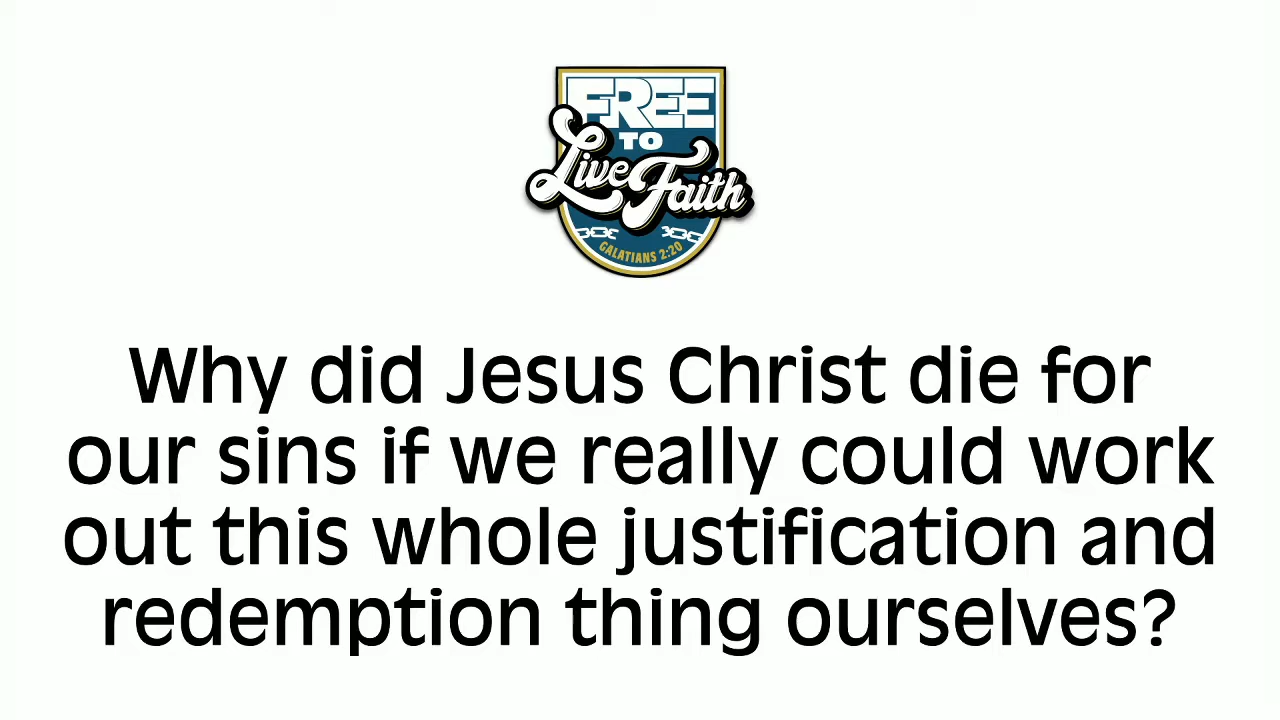 FREE
TO
Live Faith
GALATIANS 2:20
Why did Jesus Christ die for
our sins if we really could work
out this whole justification and
redemption thing ourselves?